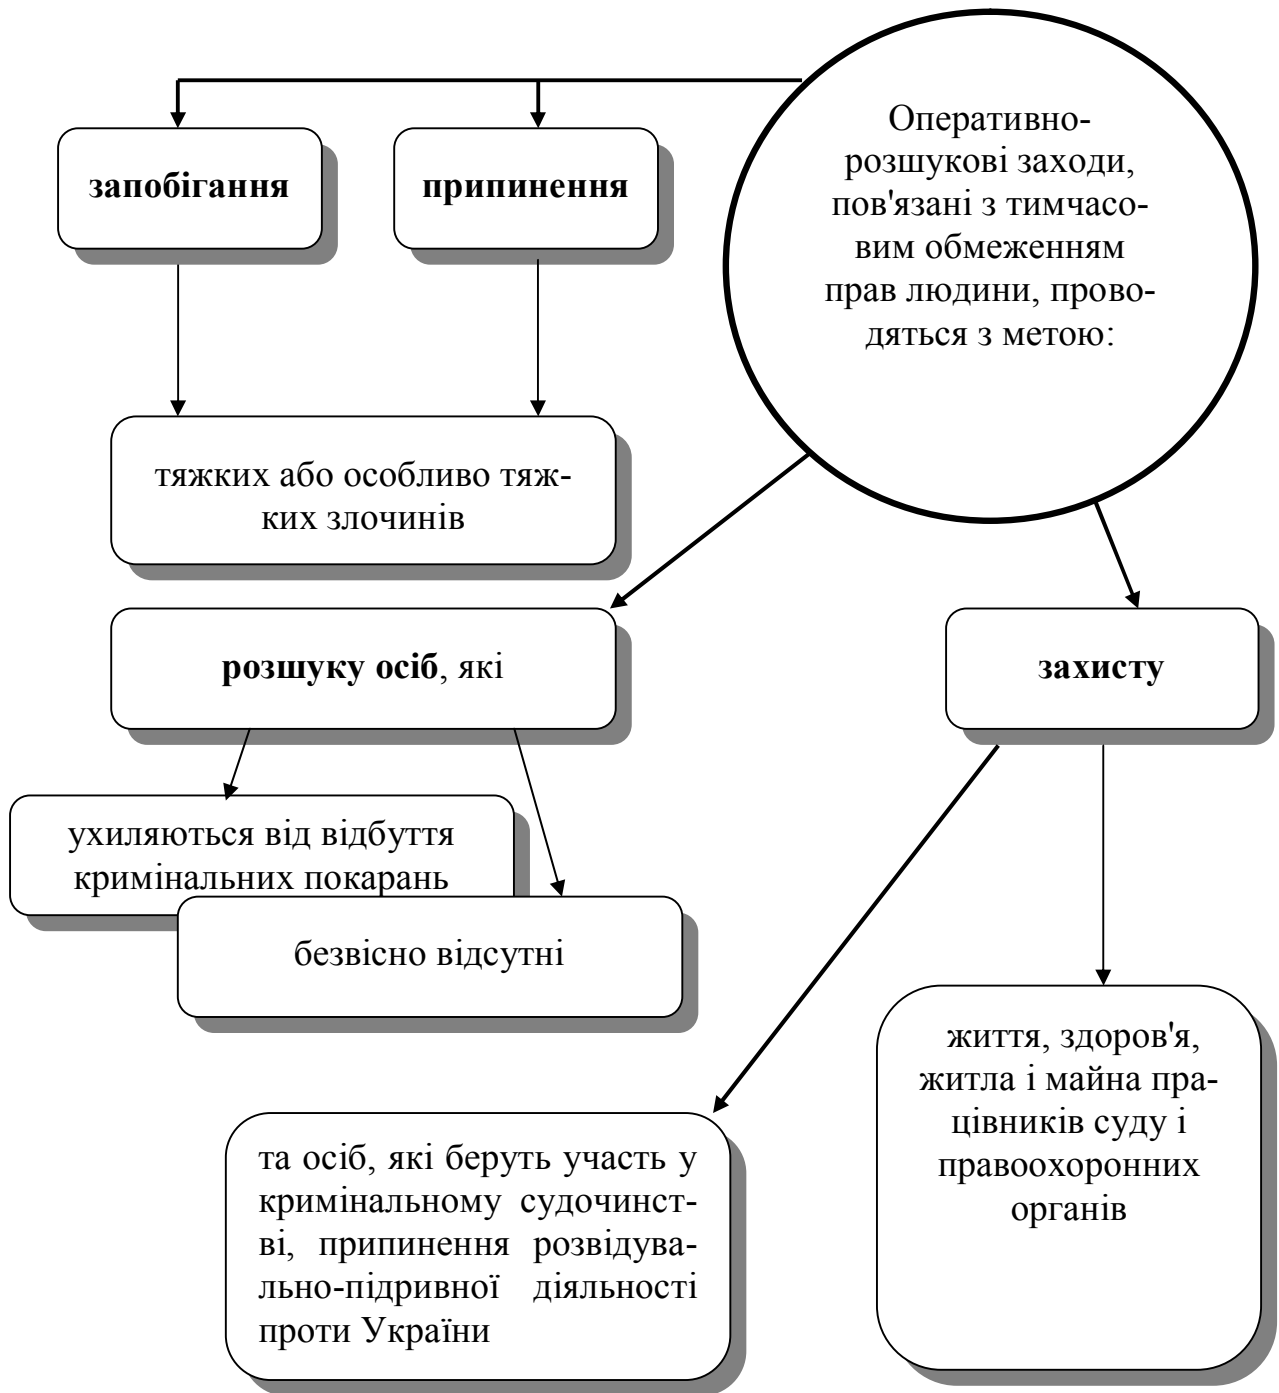 Оперативно-
розшукові заходи,
пов'язані з тимчасо-
вим обмеженням
прав людини, прово-
дяться з метою:
запобігання
припинення
тяжких або особливо тяж-
ких злочинів
розшуку осіб, які
захисту
ухиляються від відбуття
кримінальних покарань
безвісно відсутні
життя, здоров'я,
житла і майна пра-
цівників суду і
правоохоронних
органів
та осіб, які беруть участь у
кримінальному судочинст-
ві, припинення розвідува-
льно-підривної діяльності
проти України